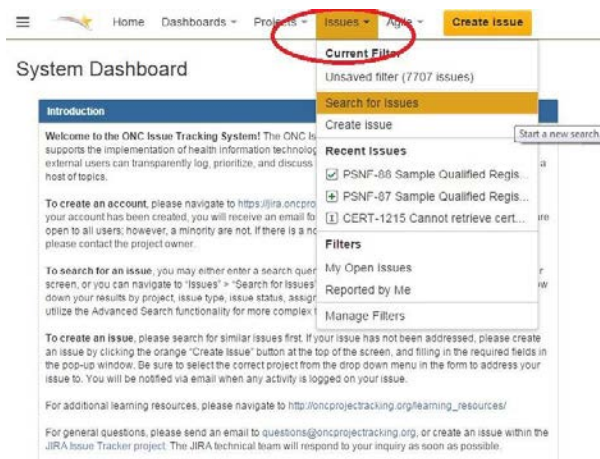 Home Dashboards Projects Issues Agile Create issue
System Dashboard
Current Filter
Unsaved filter (7707 issues)
Search for Issues
Create issue
Start a new search
Recent Issues
PSNF-88 Sample Qualified Regis...
PSNF-87 Sample Qualified Regis...
CERT-1215 Cannot retrieve cert...
Filters
My Open Issues
Reported by Me
Manage Filters
Introduction
Welcome to the ONC Issue Tracking System! The ONC Is
supports the implementation of health information technolog
external users can transparently log, prioritize, and discuss a
host of topics.
To create an account, please navigate to https://jira.oncpro
your account has been created, you will receive an email fo are
open to all users; however, a minority are not. If there is a no
please contact the project owner.
To search for an issue, you may either enter a search quer r
screen, or you can navigate to "Issues" > "Search for Issues" ow
down your results by project, issue type, issue status, assign
utilize the Advanced Search functionality for more complex
To create an issue, please search for similar issues first. If your issue has not been addressed, please create
an issue by clicking the orange "Create Issue" button at the top of the screen, and filling in the required fields in
the pop-up window. Be sure to select the correct project from the drop down menu in the form to address your
issue to. You will be notified via email when any activity is logged on your issue.
For additional learning resources, please navigate to http://oncprojectracking.org/learning_resources/
For general questions, please send an email to questions@oncprojectracking.org, or create an issue within the
JIRA Issue Tracker project. The JIRA technical team will respond to your inquiry as soon as possible.